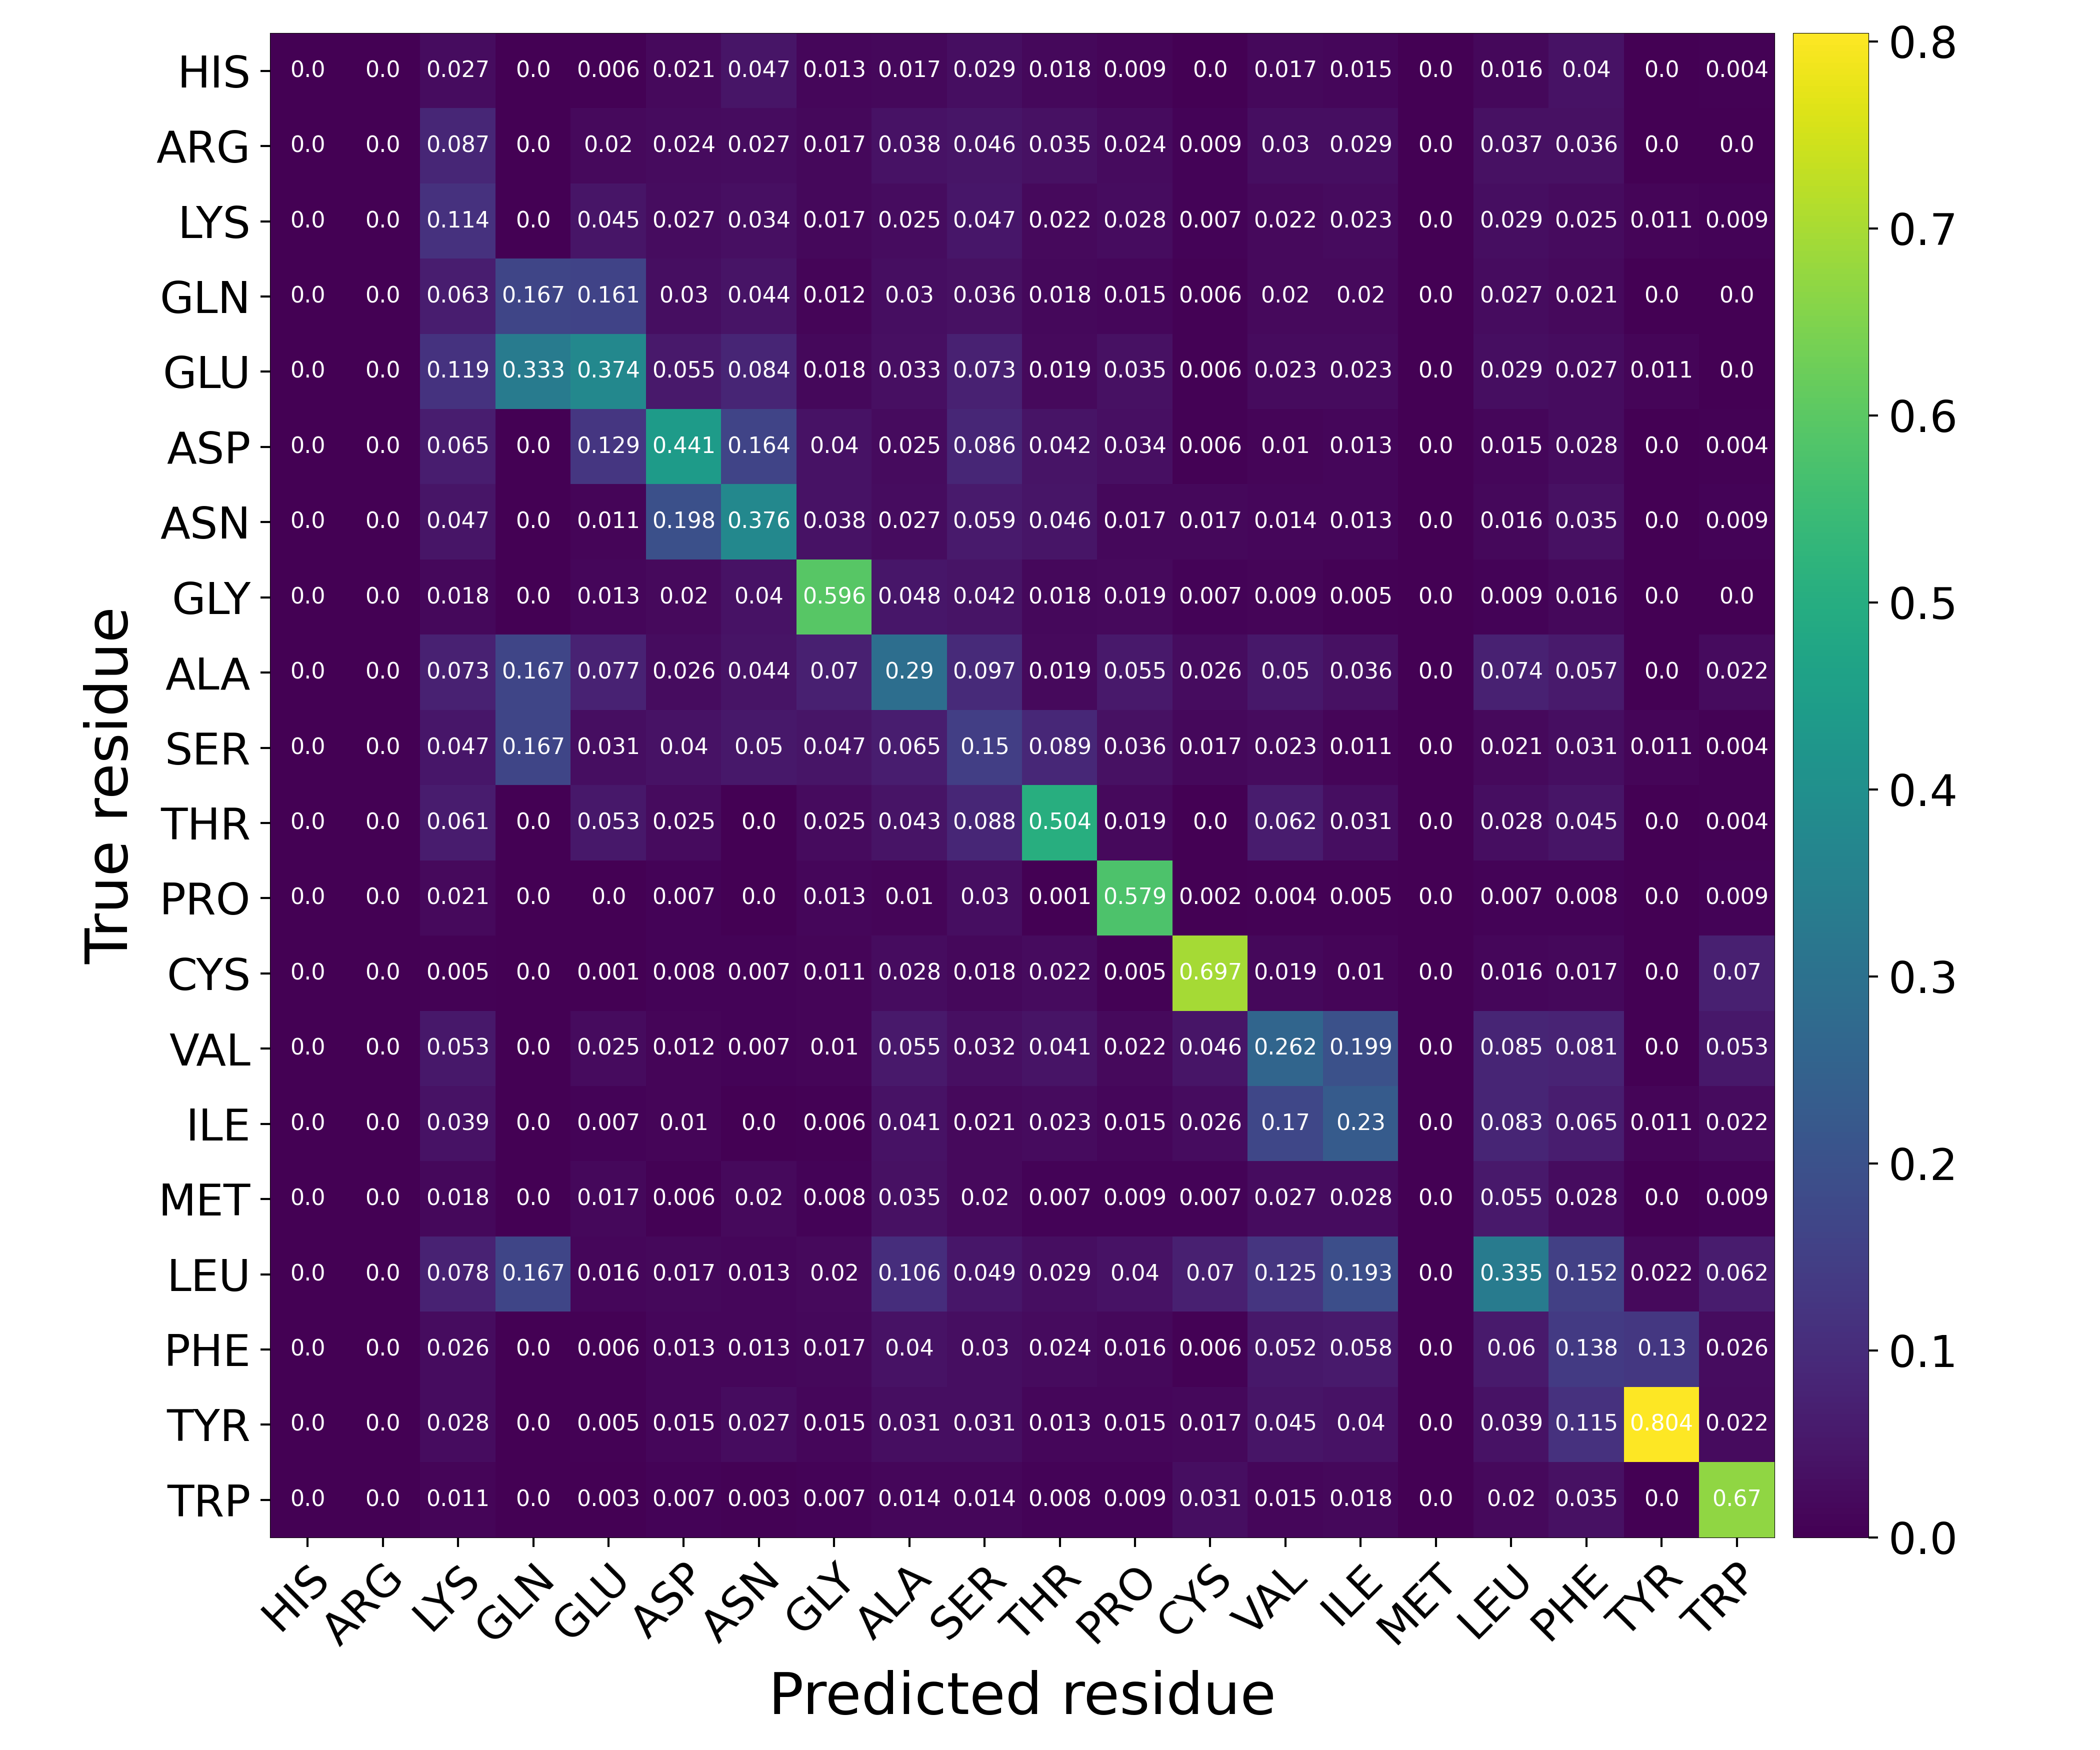 HIS 0.0 0.0 0.027 0.0 0.006 0.021 0.047 0.013 0.017 0.029 0.018 0.009 0.0 0.017 0.015 0.0 0.016 0.04 0.0 0.004
ARG 0.0 0.0 0.087 0.0 0.02 0.024 0.027 0.017 0.038 0.046 0.035 0.024 0.009 0.03 0.029 0.0 0.037 0.036 0.0 0.0
LYS 0.0 0.0 0.114 0.0 0.045 0.027 0.034 0.017 0.025 0.047 0.022 0.028 0.007 0.022 0.023 0.0 0.029 0.025 0.011 0.009
GLN 0.0 0.0 0.063 0.167 0.161 0.03 0.044 0.012 0.03 0.036 0.018 0.015 0.006 0.02 0.02 0.0 0.027 0.021 0.0 0.0
GLU 0.0 0.0 0.119 0.333 0.374 0.055 0.084 0.018 0.033 0.073 0.019 0.035 0.006 0.023 0.023 0.0 0.029 0.027 0.011 0.0
ASP 0.0 0.0 0.065 0.0 0.129 0.441 0.164 0.04 0.025 0.086 0.042 0.034 0.006 0.01 0.013 0.0 0.015 0.028 0.0 0.004
ASN 0.0 0.0 0.047 0.0 0.011 0.198 0.376 0.038 0.027 0.059 0.046 0.017 0.017 0.014 0.013 0.0 0.016 0.035 0.0 0.009
GLY 0.0 0.0 0.018 0.0 0.013 0.02 0.04 0.596 0.048 0.042 0.018 0.019 0.007 0.009 0.005 0.0 0.009 0.016 0.0 0.0
ALA 0.0 0.0 0.073 0.167 0.077 0.026 0.044 0.07 0.29 0.097 0.019 0.055 0.026 0.05 0.036 0.0 0.074 0.057 0.0 0.022
SER 0.0 0.0 0.047 0.167 0.031 0.04 0.05 0.047 0.065 0.15 0.089 0.036 0.017 0.023 0.011 0.0 0.021 0.031 0.011 0.004
THR 0.0 0.0 0.061 0.0 0.053 0.025 0.0 0.025 0.043 0.088 0.504 0.019 0.0 0.062 0.031 0.0 0.028 0.045 0.0 0.004
PRO 0.0 0.0 0.021 0.0 0.0 0.007 0.0 0.013 0.01 0.03 0.001 0.579 0.002 0.004 0.005 0.0 0.007 0.008 0.0 0.009
CYS 0.0 0.0 0.005 0.0 0.001 0.008 0.007 0.011 0.028 0.018 0.022 0.005 0.697 0.019 0.01 0.0 0.016 0.017 0.0 0.07
VAL 0.0 0.0 0.053 0.0 0.025 0.012 0.007 0.01 0.055 0.032 0.041 0.022 0.046 0.262 0.199 0.0 0.085 0.081 0.0 0.053
ILE 0.0 0.0 0.039 0.0 0.007 0.01 0.0 0.006 0.041 0.021 0.023 0.015 0.026 0.17 0.23 0.0 0.083 0.065 0.011 0.022
MET 0.0 0.0 0.018 0.0 0.017 0.006 0.02 0.008 0.035 0.02 0.007 0.009 0.007 0.027 0.028 0.0 0.055 0.028 0.0 0.009
LEU 0.0 0.0 0.078 0.167 0.016 0.017 0.013 0.02 0.106 0.049 0.029 0.04 0.07 0.125 0.193 0.0 0.335 0.152 0.022 0.062
PHE 0.0 0.0 0.026 0.0 0.006 0.013 0.013 0.017 0.04 0.03 0.024 0.016 0.006 0.052 0.058 0.0 0.06 0.138 0.13 0.026
TYR 0.0 0.0 0.028 0.0 0.005 0.015 0.027 0.015 0.031 0.031 0.013 0.015 0.017 0.045 0.04 0.0 0.039 0.115 0.804 0.022
TRP 0.0 0.0 0.011 0.0 0.003 0.007 0.003 0.007 0.014 0.014 0.008 0.009 0.031 0.015 0.018 0.0 0.02 0.035 0.0 0.67
HIS ARG LYS GLN GLU ASP ASN GLY ALA SER THR PRO CYS VAL ILE MET LEU PHE TYR TRP
Predicted residue
True residue
0.8
0.7
0.6
0.5
0.4
0.3
0.2
0.1
0.0